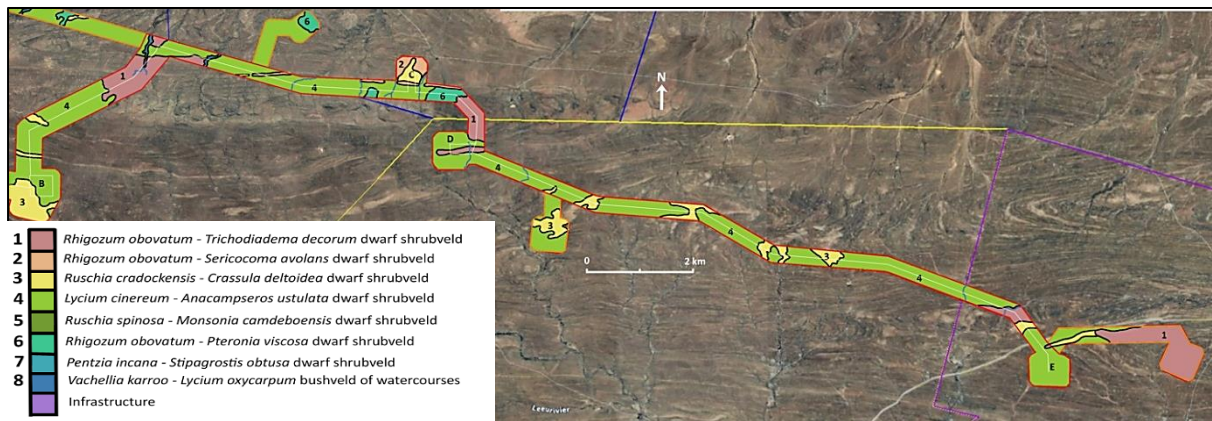 6
2
1
N
4
4
6
1
D
4
B
3
3
4
3
0 2 km
4
1
E
Leeurivier
1 Rhigozum obovatum - Trichodiadema decorum dwarf shrubveld
2 Rhigozum obovatum - Sericocoma avolans dwarf shrubveld
3 Ruschia cradockensis - Crassula deltoidea dwarf shrubveld
4 Lycium cinereum - Anacampseros ustulata dwarf shrubveld
5 Ruschia spinosa - Monsonia camdeboensis dwarf shrubveld
6 Rhigozum obovatum - Pteronia viscosa dwarf shrubveld
7 Pentzia incana - Stipagrostis obtusa dwarf shrubveld
8 Vachellia karroo - Lycium oxycarpum bushveld of watercourses
Infrastructure